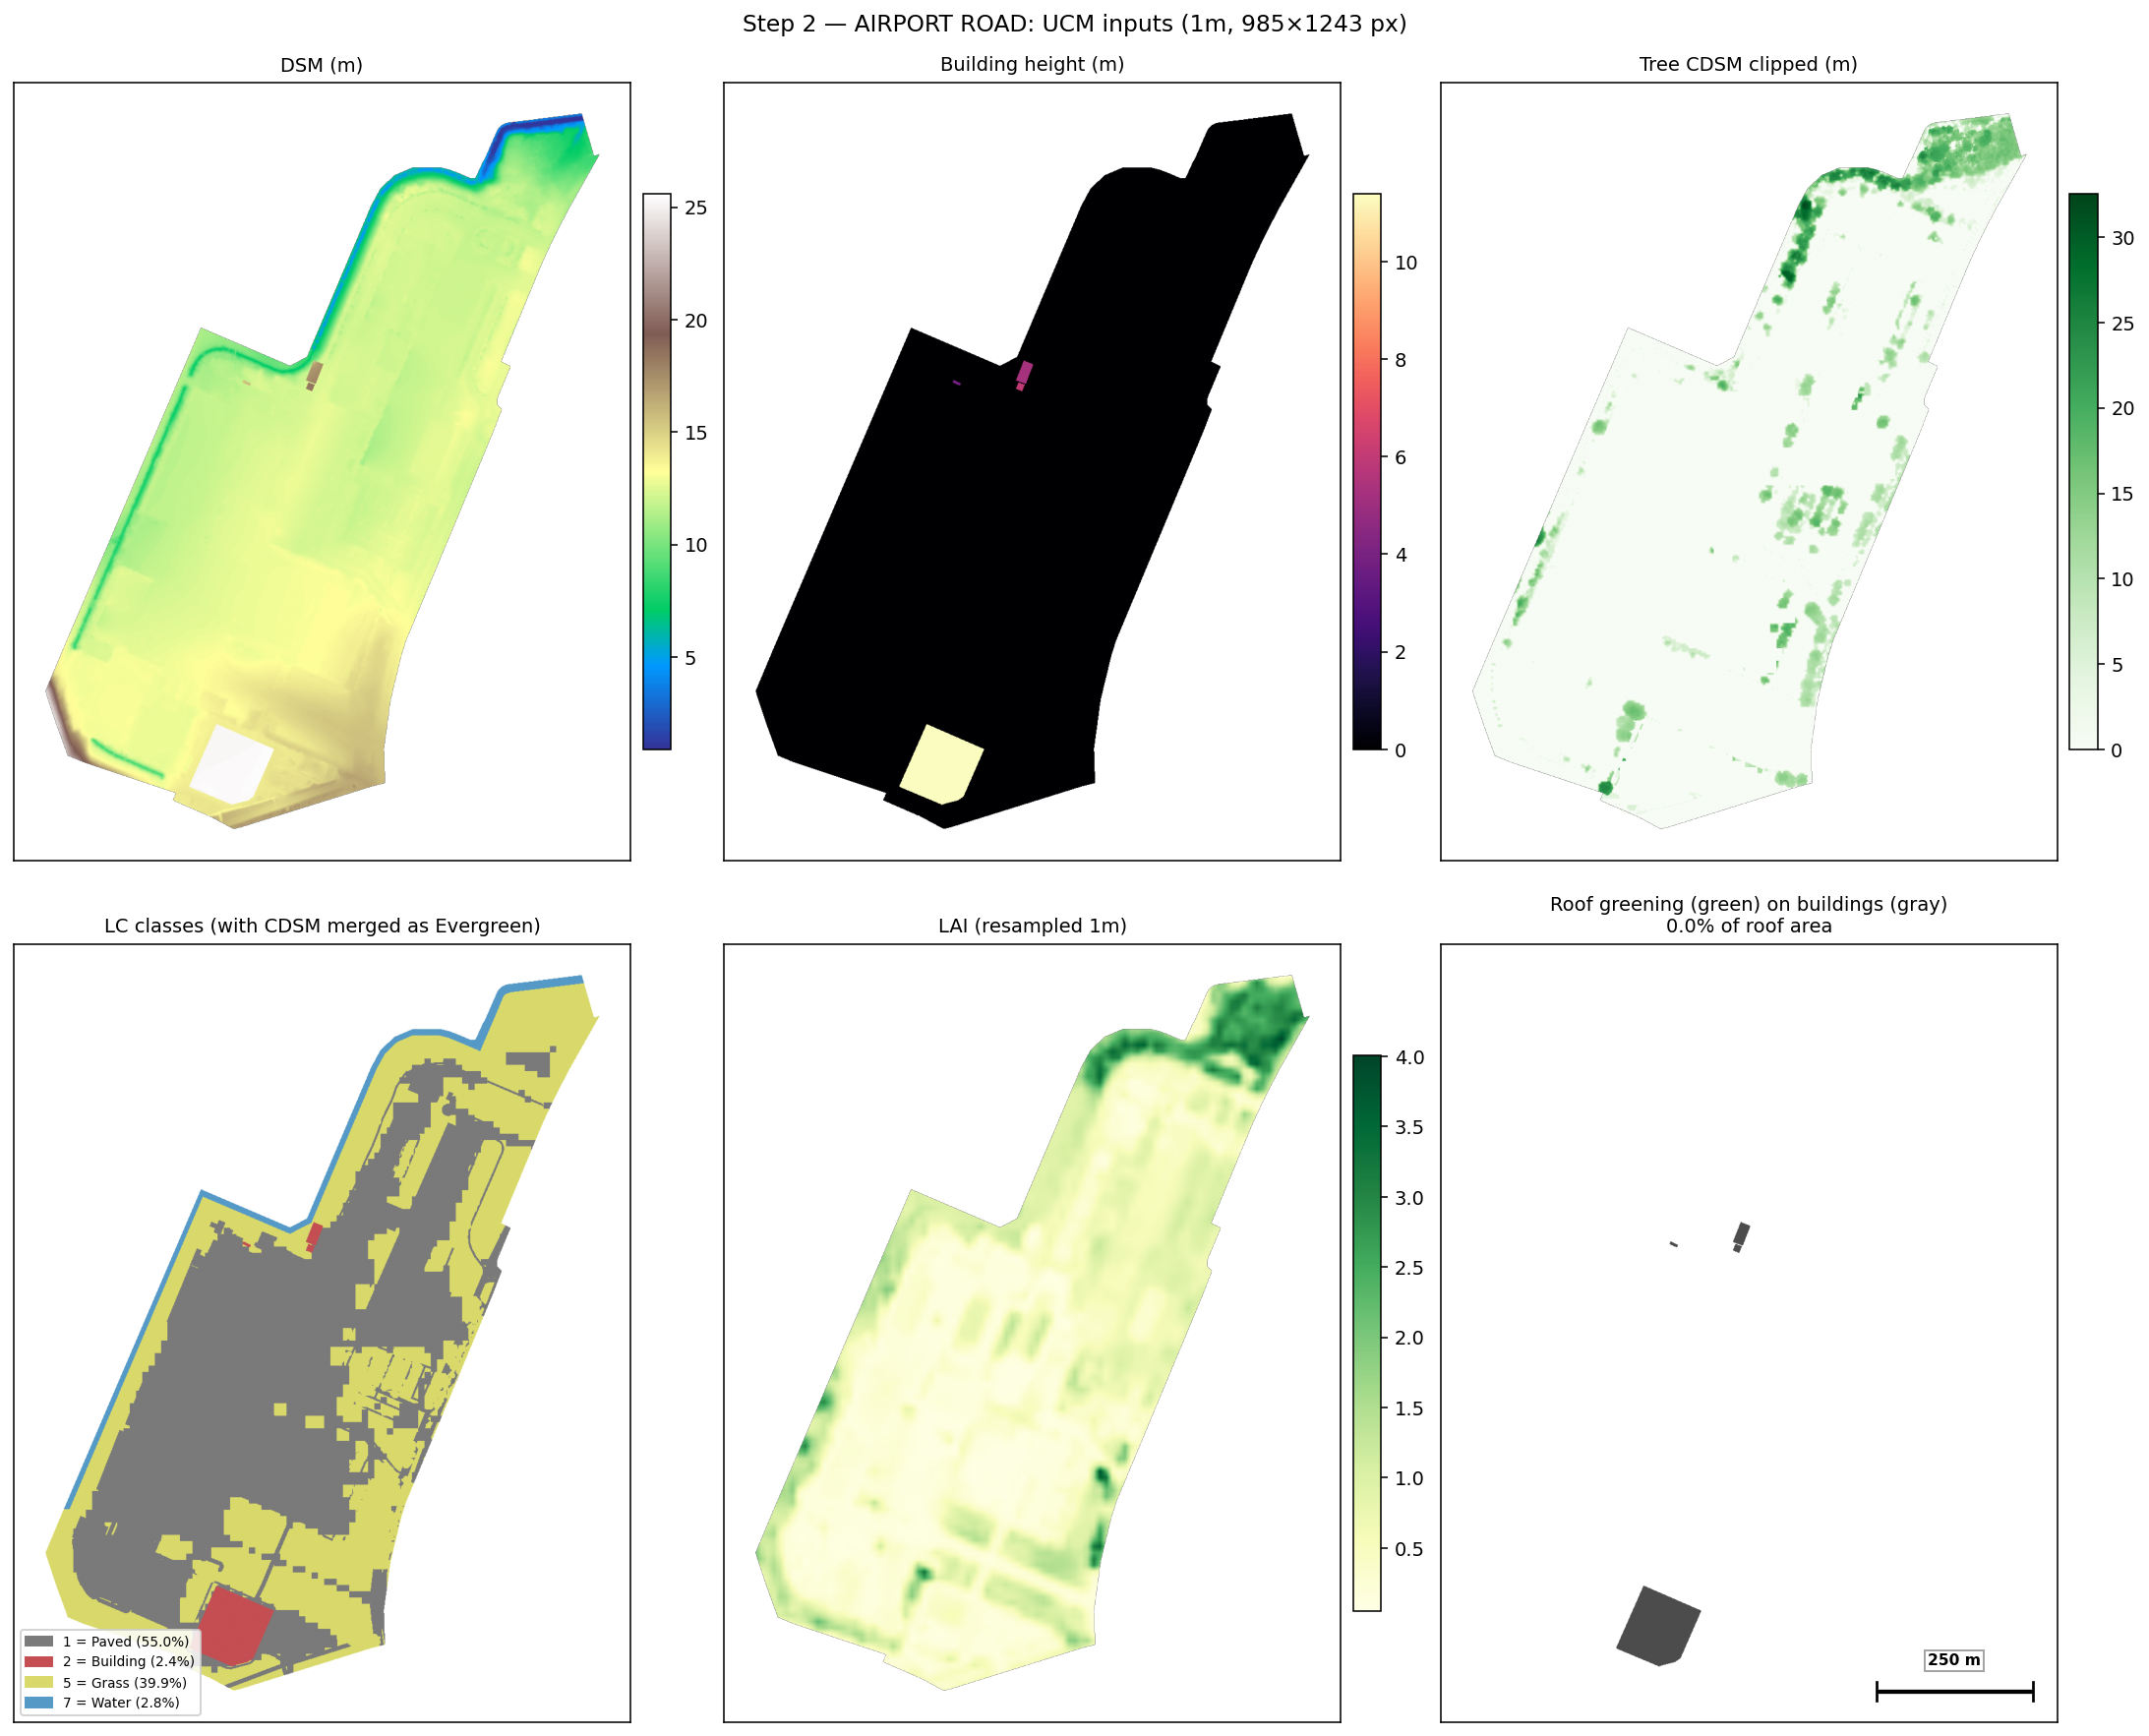 Step 2 — AIRPORT ROAD: UCM inputs (1m, 985×1243 px)
DSM (m)
25
20
15
10
5
Building height (m)
10
8
6
4
2
0
Tree CDSM clipped (m)
30
25
20
15
10
5
0
LC classes (with CDSM merged as Evergreen)
1 = Paved (55.0%)
2 = Building (2.4%)
5 = Grass (39.9%)
7 = Water (2.8%)
LAI (resampled 1m)
4.0
3.5
3.0
2.5
2.0
1.5
1.0
0.5
Roof greening (green) on buildings (gray)
0.0% of roof area
250 m